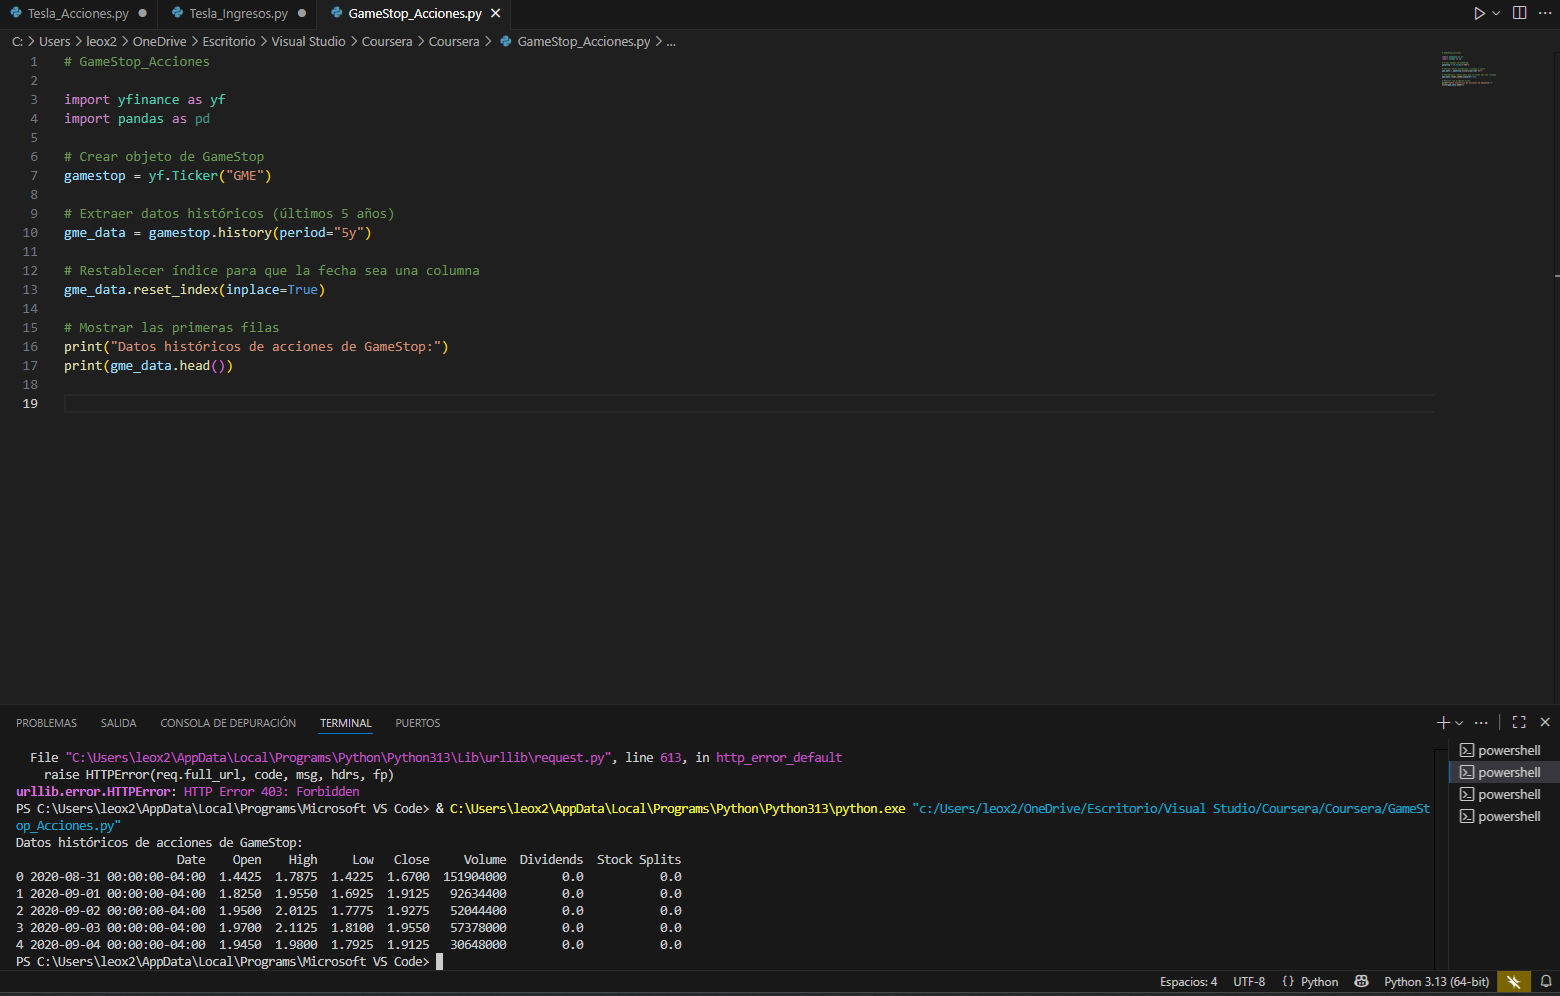 Tesla_Acciones.py
Tesla_Ingresos.py
GameStop_Acciones.py
C: > Users > leox2 > OneDrive > Escritorio > Visual Studio > Coursera > Coursera > GameStop_Acciones.py > ...
1 # GameStop_Acciones
2
3 import yfinance as yf
4 import pandas as pd
5
6 # Crear objeto de GameStop
7 gamestop = yf.Ticker("GME")
8
9 # Extraer datos históricos (últimos 5 años)
10 gme_data = gamestop.history(period="5y")
11
12 # Restablecer índice para que la fecha sea una columna
13 gme_data.reset_index(inplace=True)
14
15 # Mostrar las primeras filas
16 print("Datos históricos de acciones de GameStop:")
17 print(gme_data.head())
18
19
PROBLEMAS SALIDA CONSOLA DE DEPURACIÓN TERMINAL PUERTOS
File "C:\Users\leox2\AppData\Local\Programs\Python\Python313\Lib\urllib\request.py", line 613, in http_error_default
raise HTTPError(req.full_url, code, msg, hdrs, fp)
urllib.error.HTTPError: HTTP Error 403: Forbidden
PS C:\Users\leox2\AppData\Local\Programs\Microsoft VS Code> & C:\Users\leox2\AppData\Local\Programs\Python\Python313\python.exe "c:/Users/leox2/OneDrive/Escritorio/Visual Studio/Coursera/Coursera/GameSt
op_Acciones.py"
Datos históricos de acciones de GameStop:
Date Open High Low Close Volume Dividends Stock Splits
0 2020-08-31 00:00:00-04:00 1.4425 1.7875 1.4225 1.6700 151904000 0.0 0.0
1 2020-09-01 00:00:00-04:00 1.8250 1.9550 1.6925 1.9125 92634400 0.0 0.0
2 2020-09-02 00:00:00-04:00 1.9500 2.0125 1.7775 1.9275 52044400 0.0 0.0
3 2020-09-03 00:00:00-04:00 1.9700 2.1125 1.8100 1.9550 57378000 0.0 0.0
4 2020-09-04 00:00:00-04:00 1.9450 1.9800 1.7925 1.9125 30648000 0.0 0.0
PS C:\Users\leox2\AppData\Local\Programs\Microsoft VS Code>
powershell
powershell
powershell
powershell
Espacios: 4 UTF-8 {} Python Python 3.13 (64-bit)